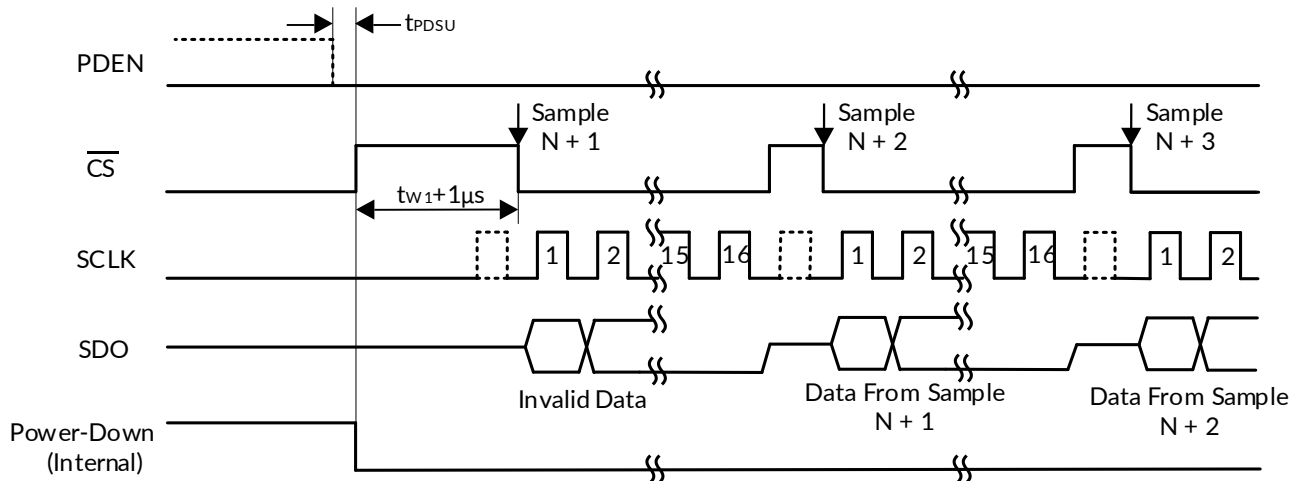 tPDSU
PDEN
Sample
N + 1
Sample
N + 2
Sample
N + 3
CS
tW1+1µs
SCLK
1 2 15 16 1 2 15 16 1 2
SDO
Invalid Data
Data From Sample
N + 1
Data From Sample
N + 2
Power-Down
(Internal)